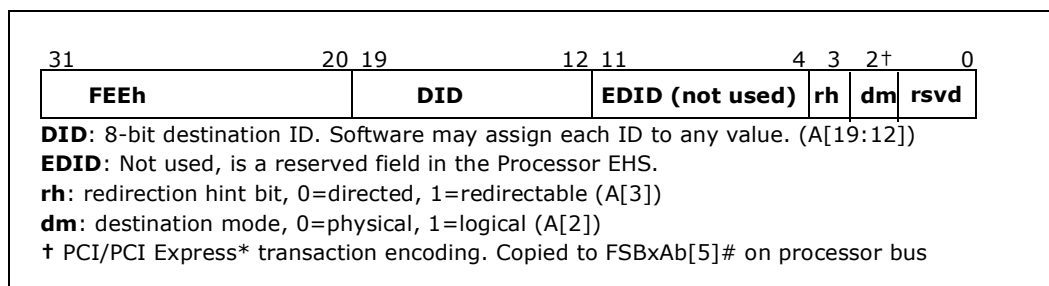 31 20 19 12 11 4 3 2† 0
FEEh DID EDID (not used) rh dm rsvd
DID: 8-bit destination ID. Software may assign each ID to any value. (A[19:12])
EDID: Not used, is a reserved field in the Processor EHS.
rh: redirection hint bit, 0=directed, 1=redirectable (A[3])
dm: destination mode, 0=physical, 1=logical (A[2])
† PCI/PCI Express* transaction encoding. Copied to FSBxAb[5]# on processor bus